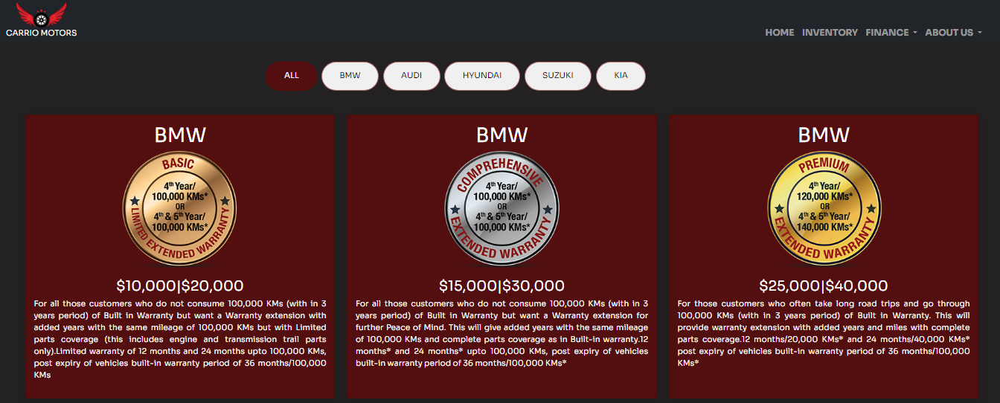 CARRIO MOTORS
HOME INVENTORY FINANCE ABOUT US
ALL BMW AUDI HYUNDAI SUZUKI KIA
BMW
BASIC
4th Year/
100,000 KMs*
OR
4th & 5th Year/
100,000 KMs*
LIMITED EXTENDED WARRANTY
$10,000|$20,000
For all those customers who do not consume 100,000 KMs (with in 3
years period) of Built in Warranty but want a Warranty extension with
added years with the same mileage of 100,000 KMs but with Limited
parts coverage (this includes engine and transmission trail parts
only).Limited warranty of 12 months and 24 months upto 100,000 KMs,
post expiry of vehicles built-in warranty period of 36 months/100,000
KMs
BMW
COMPREHENSIVE
4th Year/
100,000 KMs*
OR
4th & 5th Year/
100,000 KMs*
EXTENDED WARRANTY
$15,000|$30,000
For all those customers who do not consume 100,000 KMs (with in 3
years period) of Built in Warranty but want a Warranty extension for
further Peace of Mind. This will give added years with the same mileage
of 100,000 KMs and complete parts coverage as in Built-in warranty.12
months* and 24 months* upto 100,000 KMs, post expiry of vehicles
built-in warranty period of 36 months/100,000 KMs*
BMW
PREMIUM
4th Year/
120,000 KMs*
OR
4th & 5th Year/
140,000 KMs*
EXTENDED WARRANTY
$25,000|$40,000
For those customers who often take long road trips and go through
100,000 KMs (with in 3 years period) of Built in Warranty. This will
provide warranty extension with added years and miles with complete
parts coverage.12 months/20,000 KMs* and 24 months/40,000 KMs*
post expiry of vehicles built-in warranty period of 36 months/100,000
KMs*